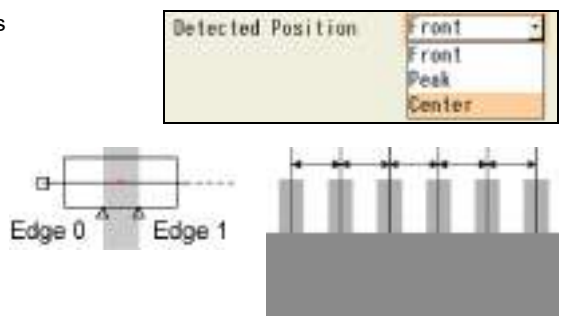 s
Detected Position
Front
Front
Peak
Center
Edge 0
Edge 1